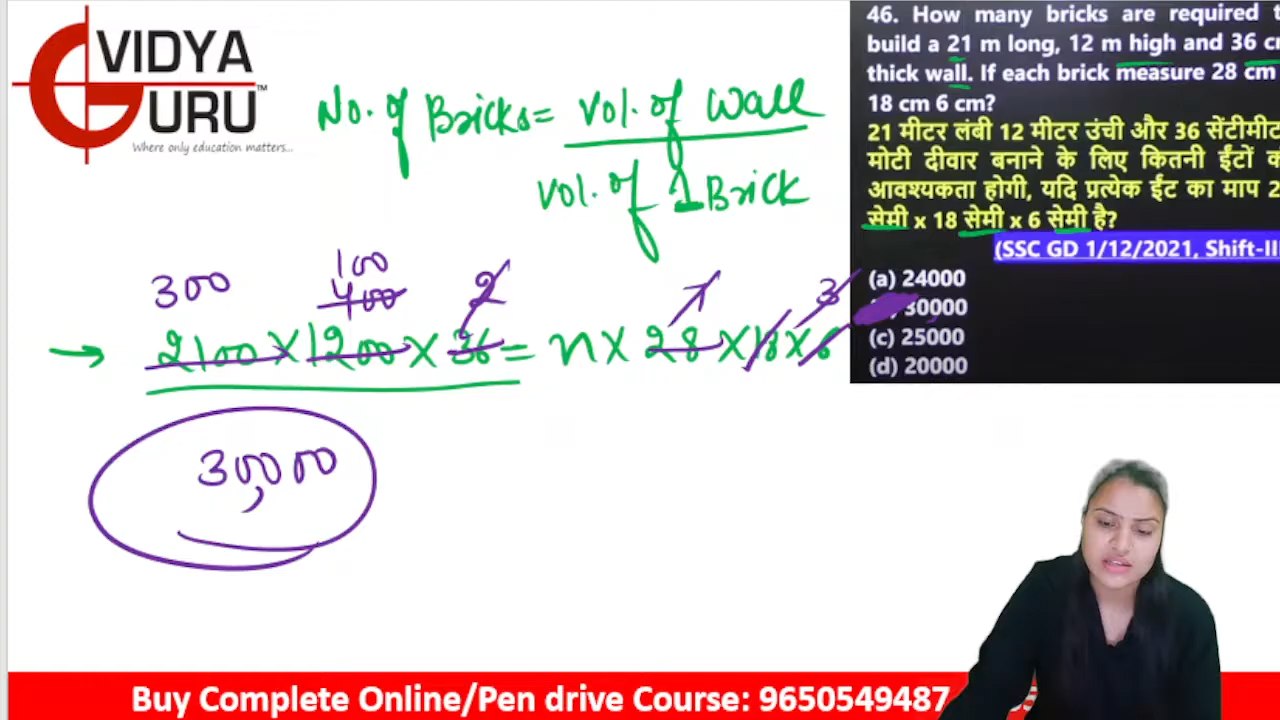 VIDYA
GURU™
Where only education matters...
No. of Bricks = Vol. of Wall
Vol. of 1 Brick
300 100 2 7 3
400
→ 2100 × 1200 × 36 = n × 28 × 18 × 6
30,000
46. How many bricks are required
build a 21 m long, 12 m high and 36
thick wall. If each brick measure 28 cm
18 cm 6 cm?
21 मीटर लंबी 12 मीटर उंची और 36
मोटी दीवार बनाने के लिए कितनी ईंटों
आवश्यकता होगी, यदि प्रत्येक ईंट का माप
सेमी x 18 सेमी x 6 सेमी है?
(SSC GD 1/12/2021, Shift-III
(a) 24000
30000
(c) 25000
(d) 20000
Buy Complete Online/Pen drive Course: 9650549487